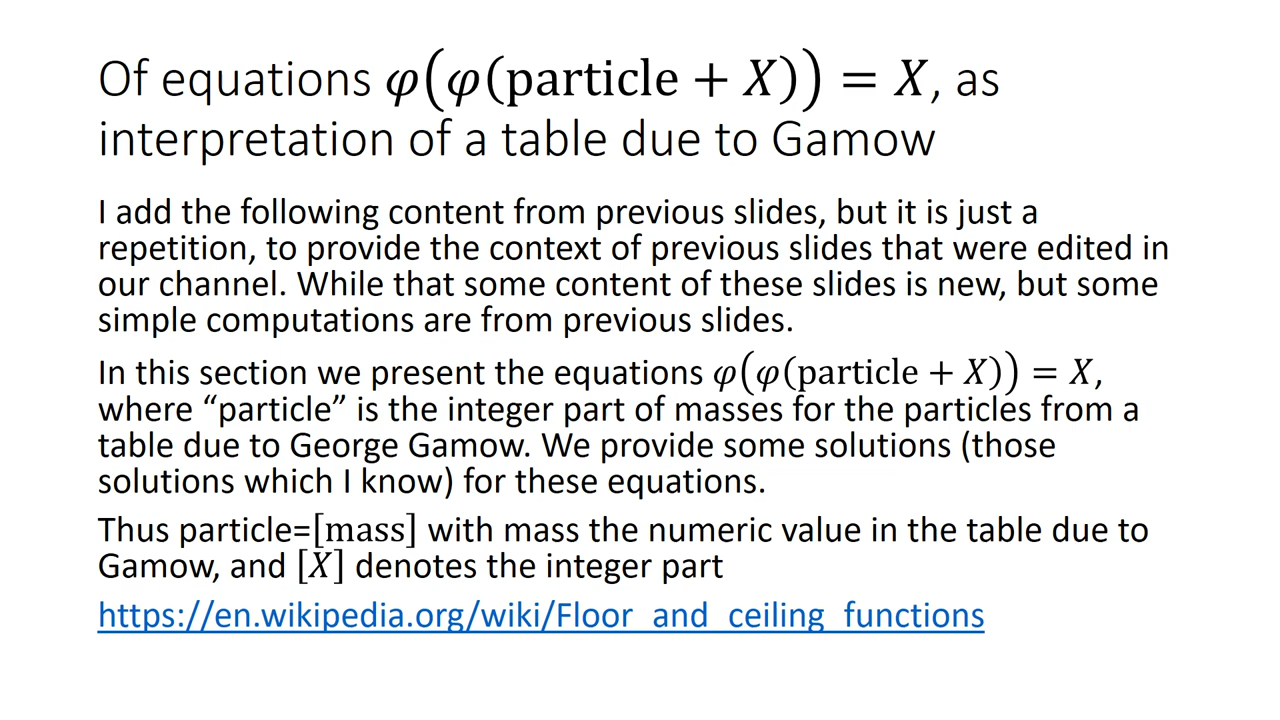 Of equations 𝜑(𝜑(particle + 𝑋)) = 𝑋, as
interpretation of a table due to Gamow
I add the following content from previous slides, but it is just a
repetition, to provide the context of previous slides that were edited in
our channel. While that some content of these slides is new, but some
simple computations are from previous slides.
In this section we present the equations 𝜑(𝜑(particle + 𝑋)) = 𝑋,
where “particle” is the integer part of masses for the particles from a
table due to George Gamow. We provide some solutions (those
solutions which I know) for these equations.
Thus particle=[mass] with mass the numeric value in the table due to
Gamow, and [𝑋] denotes the integer part
https://en.wikipedia.org/wiki/Floor_and_ceiling_functions